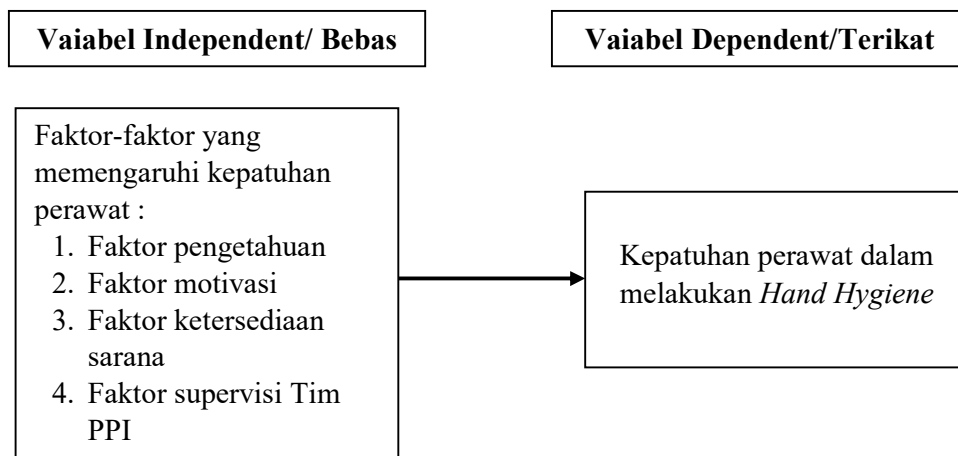 Vaiabel Independent/ Bebas
Vaiabel Dependent/Terikat
Faktor-faktor yang
memengaruhi kepatuhan
perawat :
1. Faktor pengetahuan
2. Faktor motivasi
3. Faktor ketersediaan
sarana
4. Faktor supervisi Tim
PPI
Kepatuhan perawat dalam
melakukan Hand Hygiene